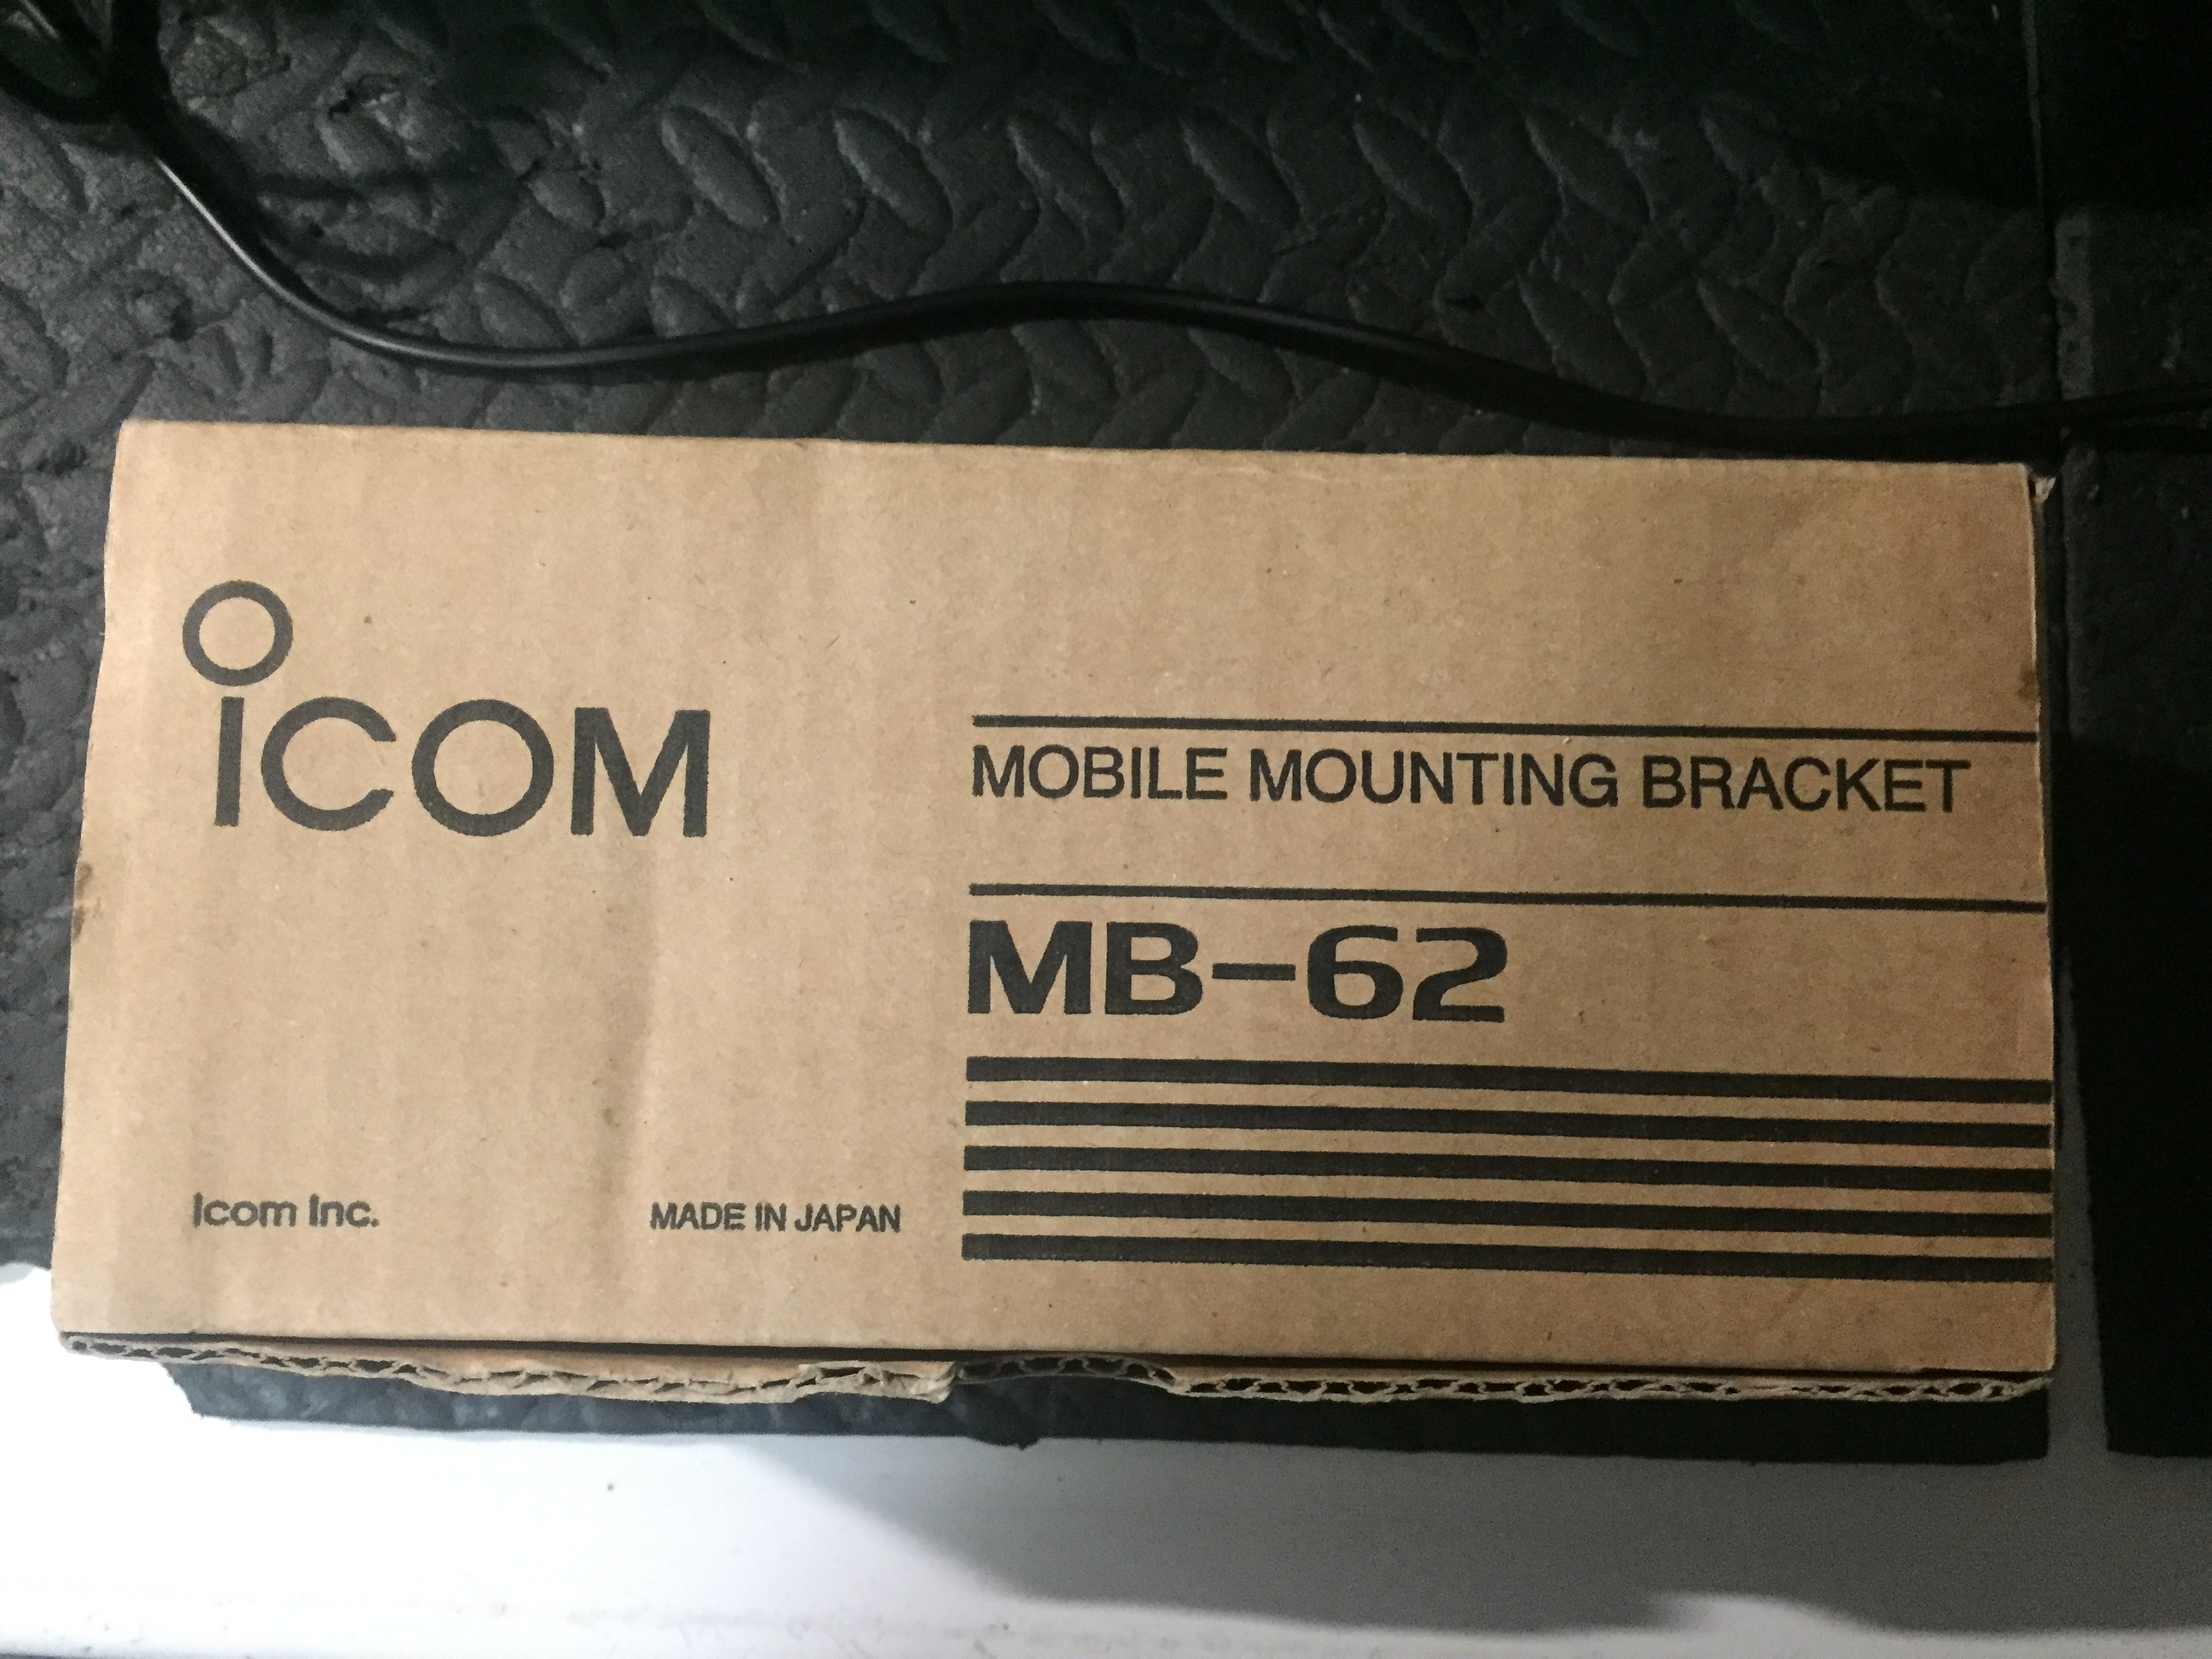 ICOM
MOBILE MOUNTING BRACKET
MB-62
Icom Inc.
MADE IN JAPAN